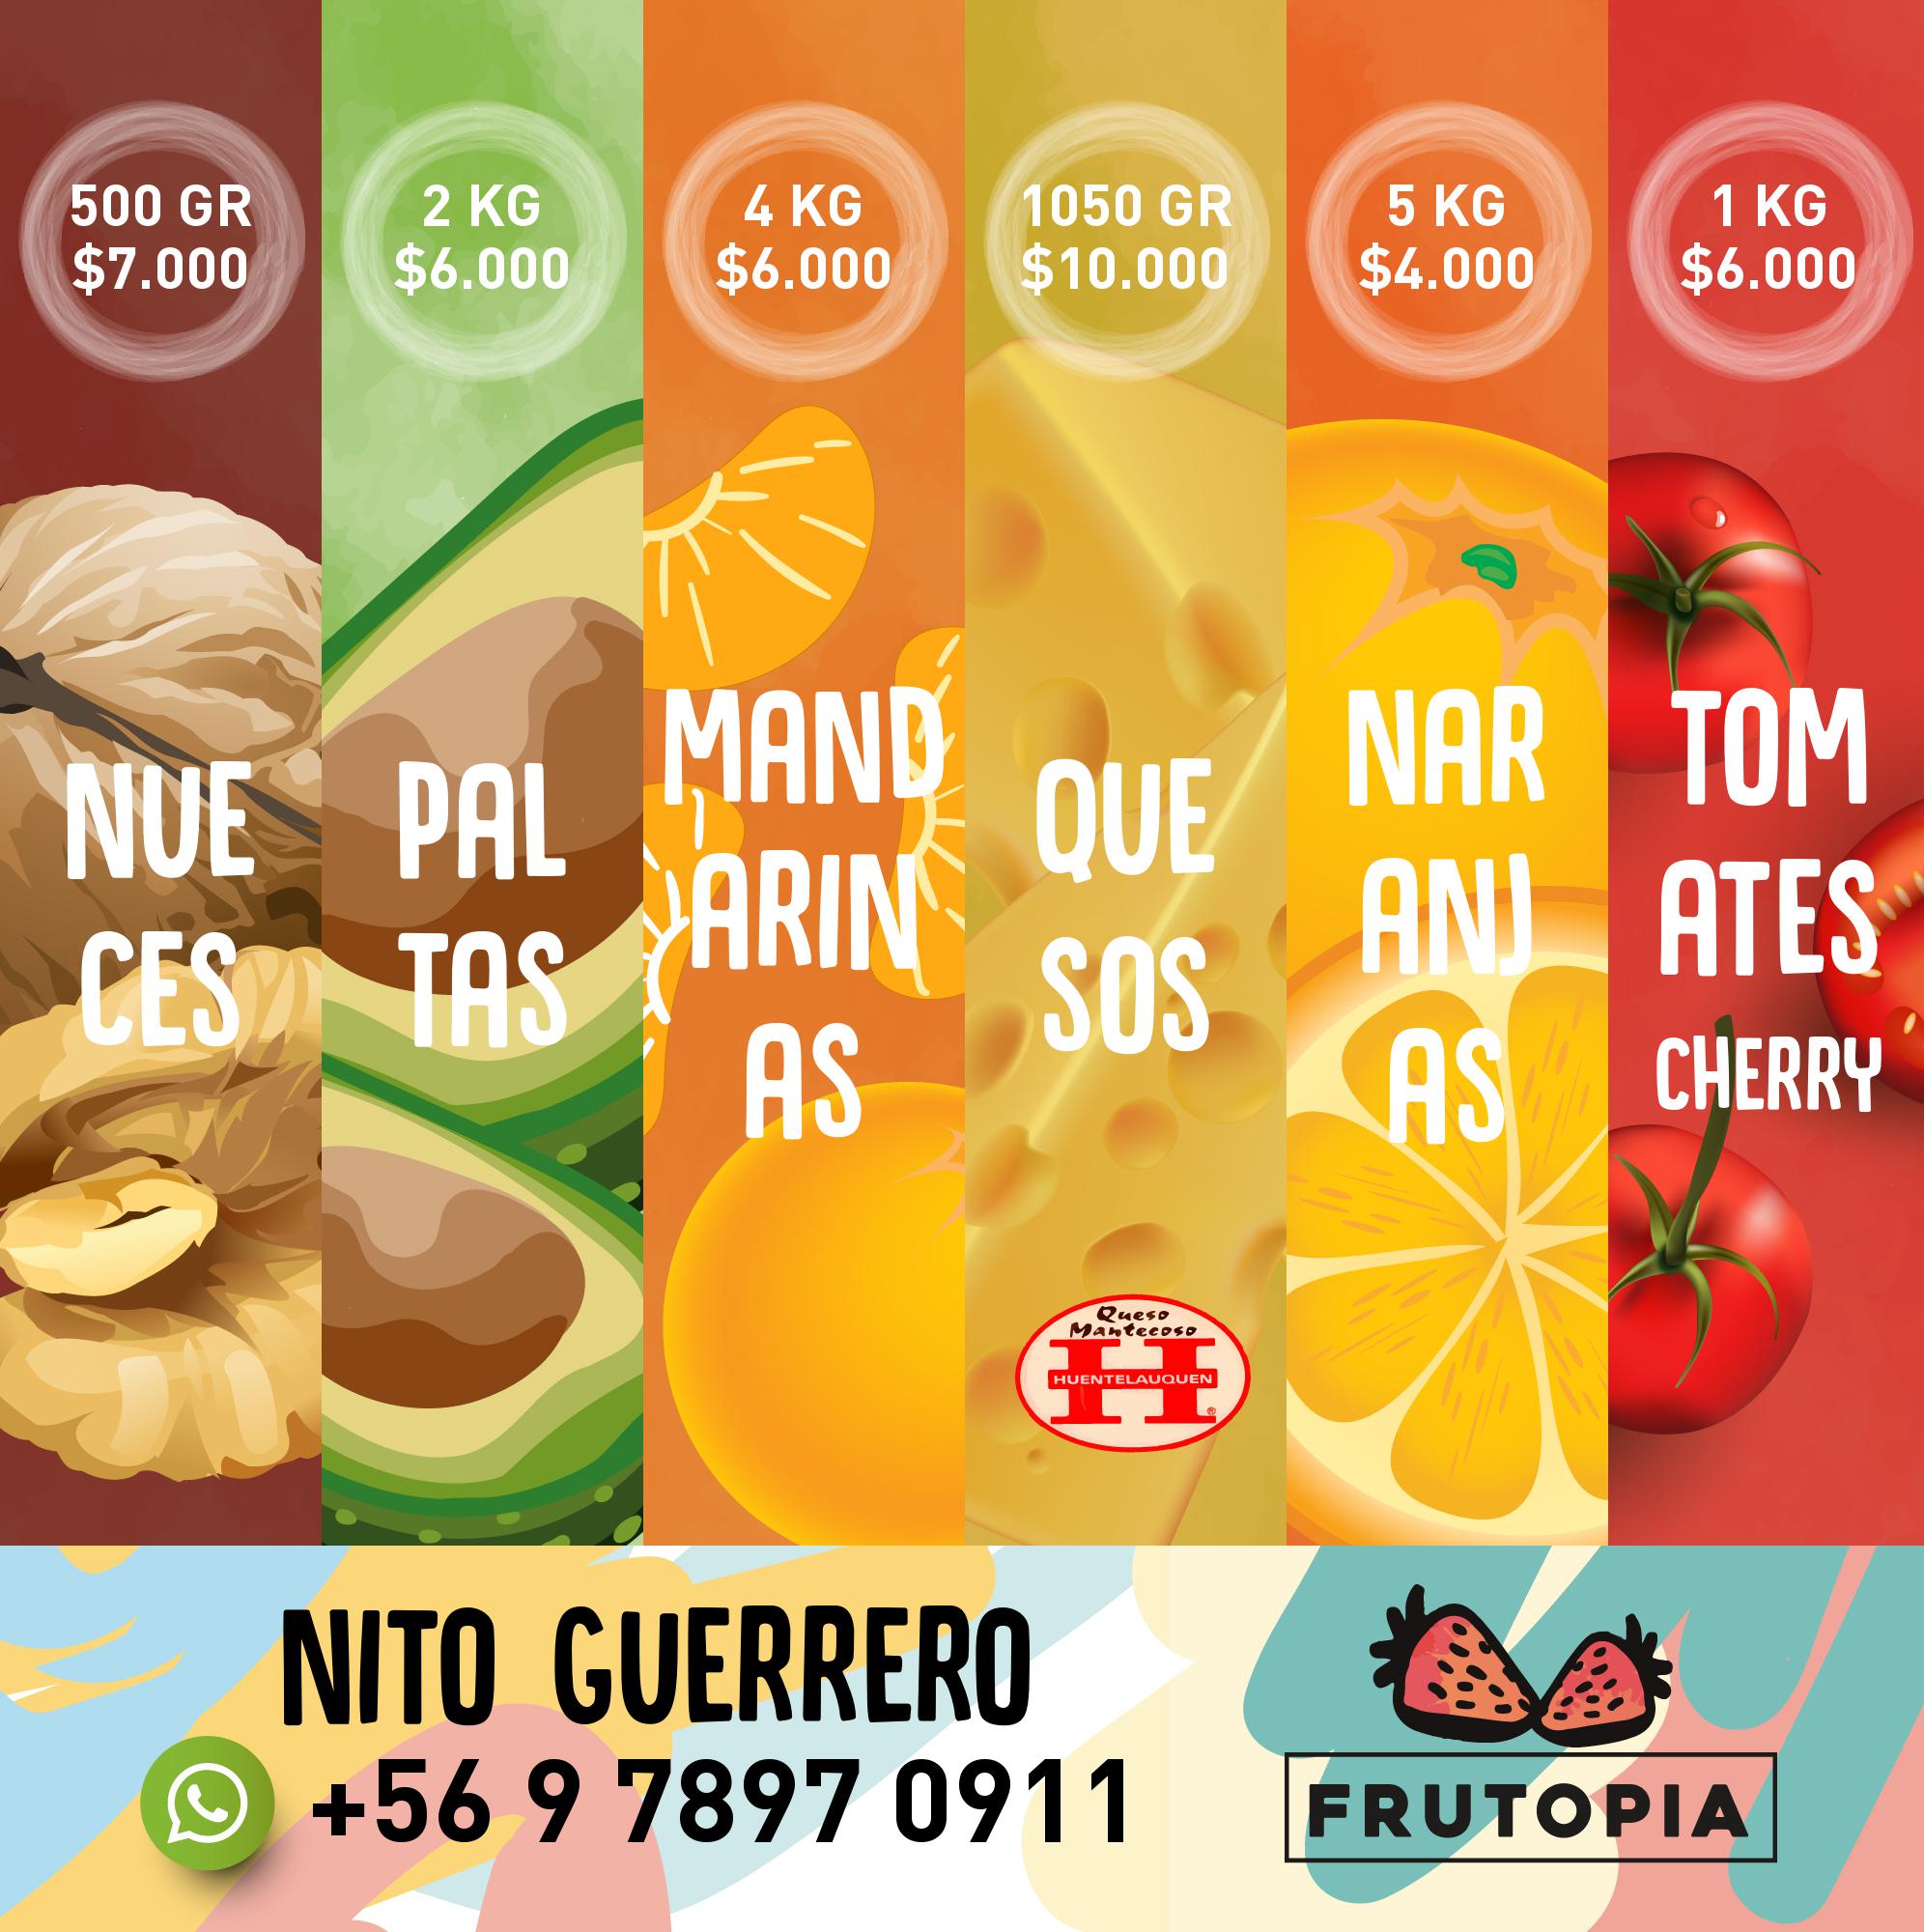 500 GR
$7.000
NUE
CES
2 KG
$6.000
PAL
TAS
4 KG
$6.000
MAND
ARIN
AS
1050 GR
$10.000
QUE
SOS
Queso
Mantecoso
H
HUENTELAUQUEN
®
5 KG
$4.000
NAR
ANJ
AS
1 KG
$6.000
TOM
ATES
CHERRY
NITO GUERRERO
+56 9 7897 0911
FRUTOPIA